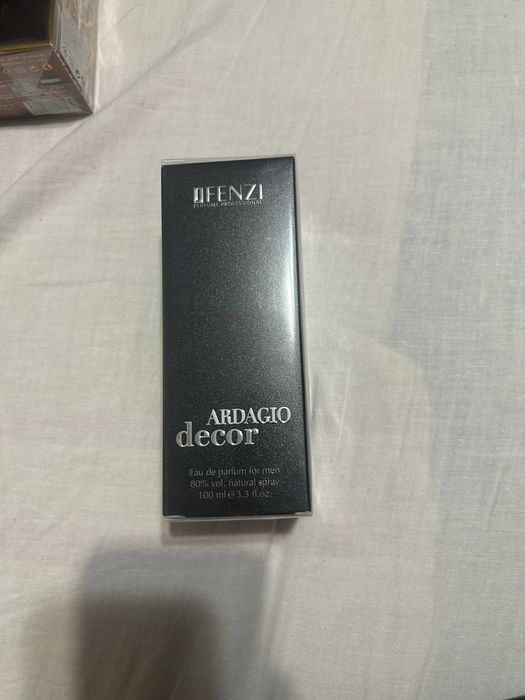 JFENZI
PERFUME PROFESSIONAL
ARDAGIO
decor
Eau de parfum for men
80% vol. natural spray
100 ml e 3.3 fl.oz.